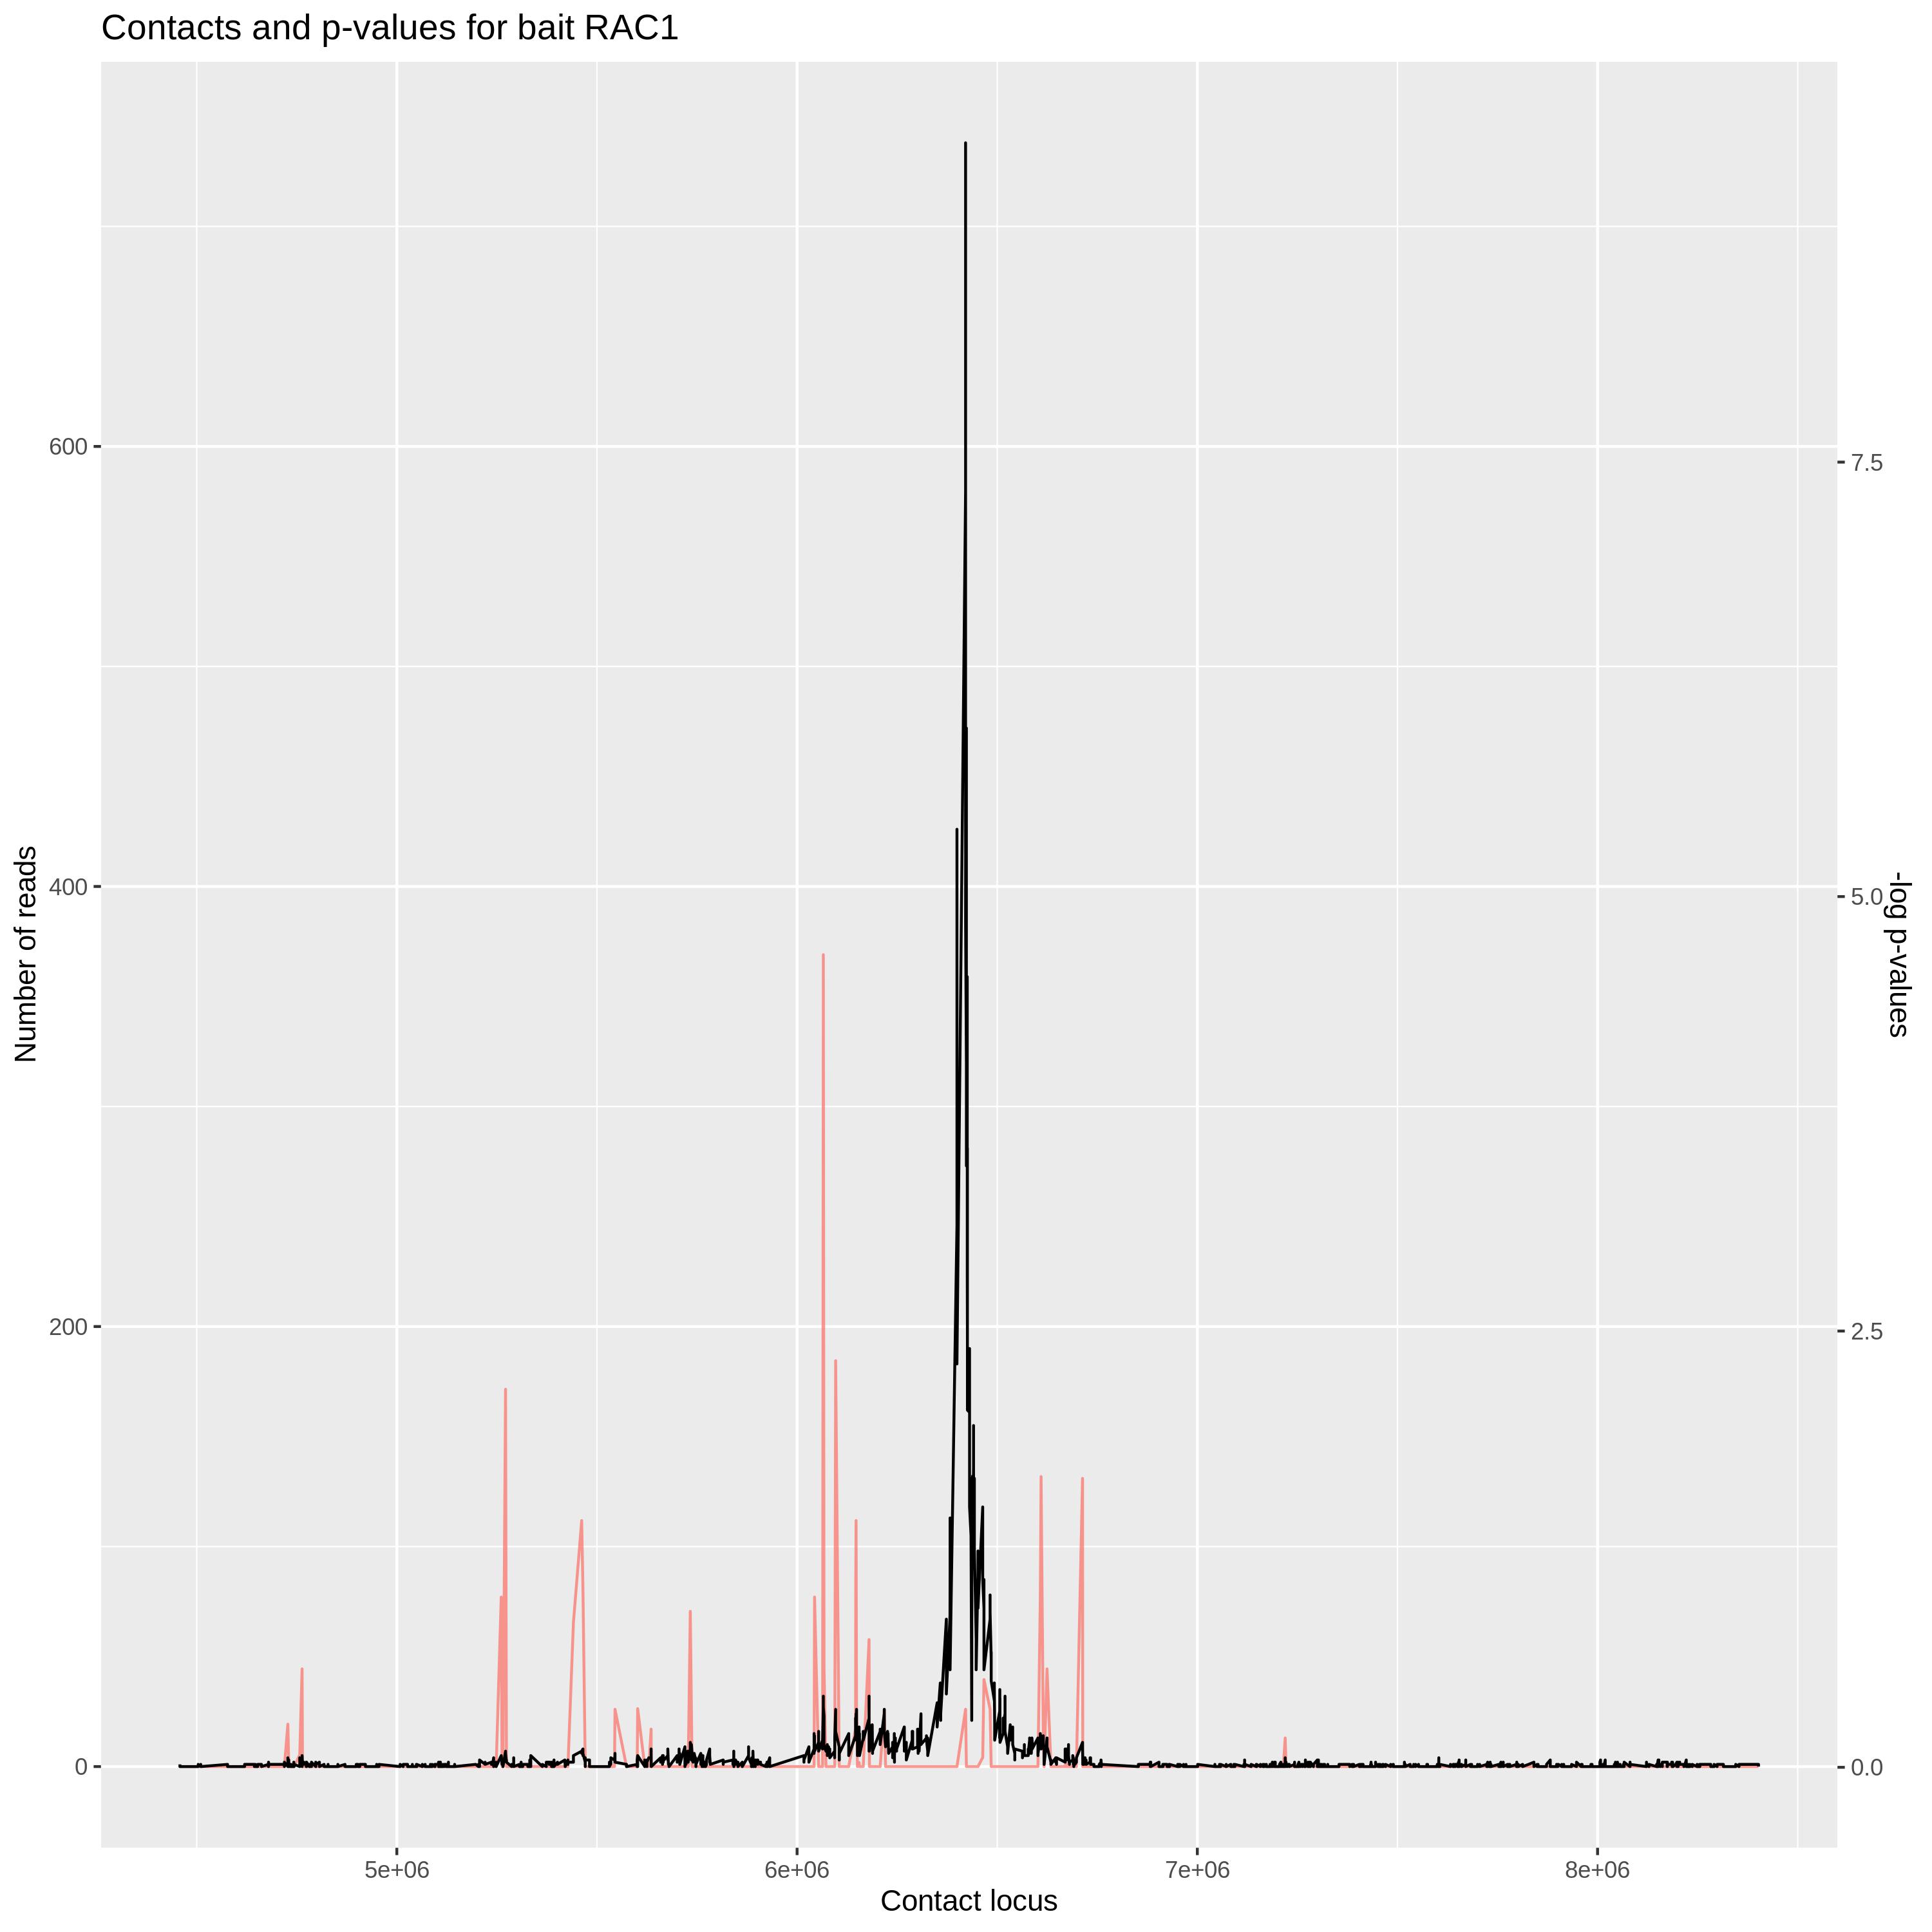 Contacts and p-values for bait RAC1
Number of reads
600
400
200
0
7.5
5.0
2.5
0.0
-log p-values
5e+06
6e+06
7e+06
8e+06
Contact locus